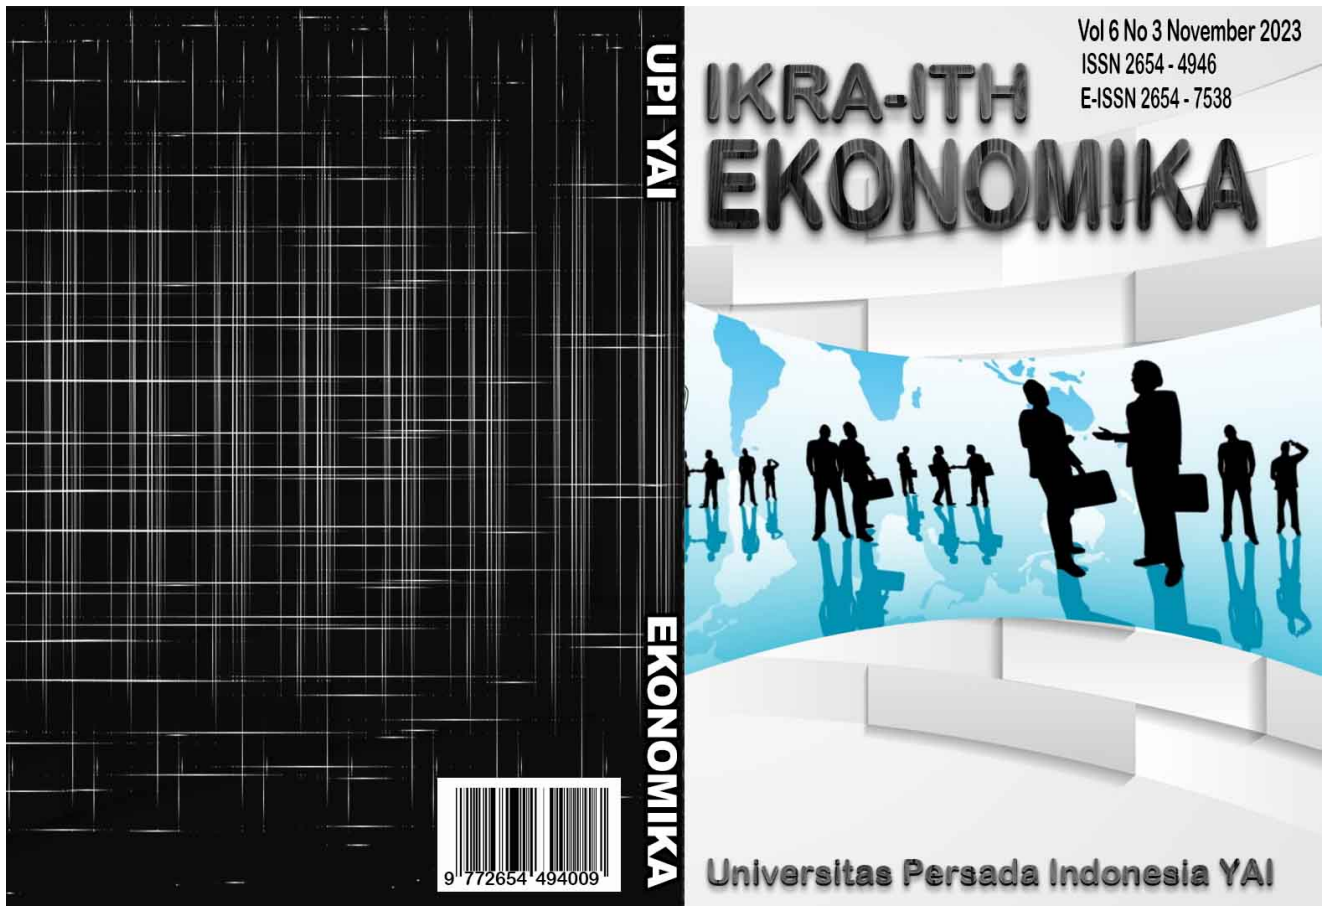 UPI YAI
EKONOMIKA
9 772654 494009
Vol 6 No 3 November 2023
ISSN 2654 - 4946
E-ISSN 2654 - 7538
IKRA-ITH
EKONOMIKA
Universitas Persada Indonesia YAI